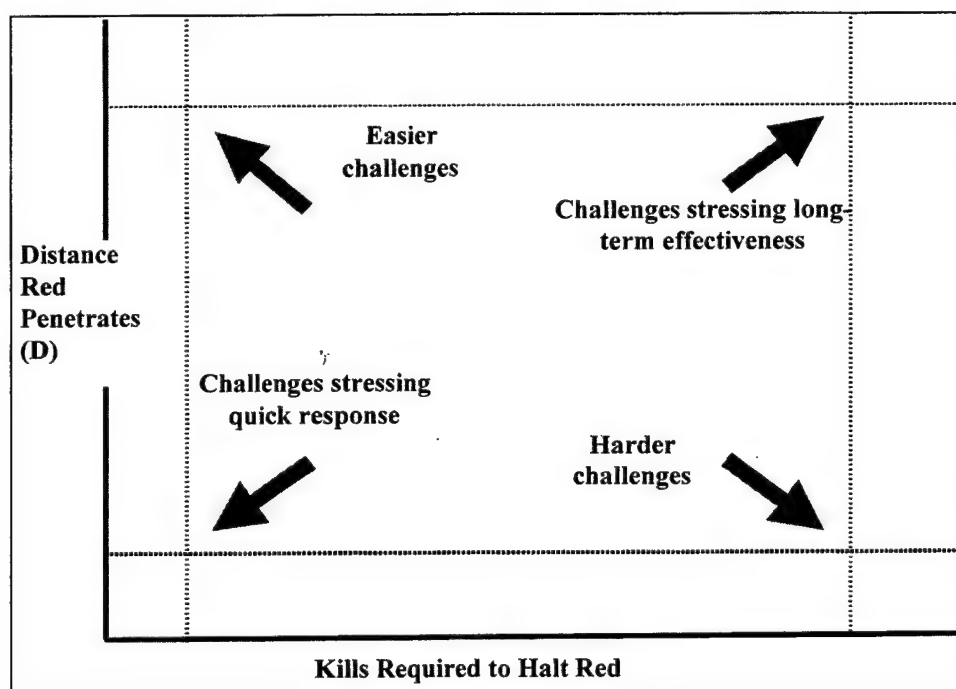 Easier
challenges
Challenges stressing long-
term effectiveness
Distance
Red
Penetrates
(D)
Challenges stressing
quick response
Harder
challenges
Kills Required to Halt Red